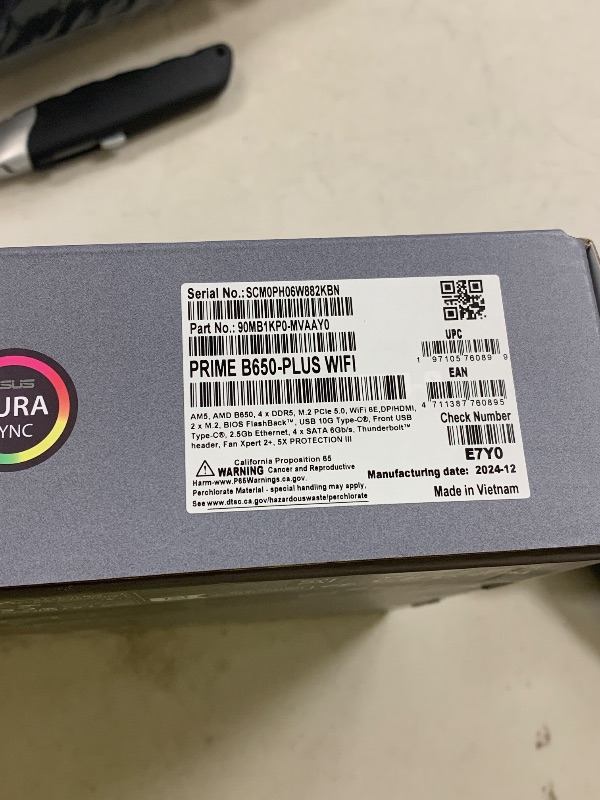 Serial No.:SCM0PH06W882KBN
Part No.: 90MB1KP0-MVAAY0
PRIME B650-PLUS WIFI
AM5, AMD B650, 4 x DDR5, M.2 PCIe 5.0, WiFi 6E,DP/HDMI,
2 x M.2, BIOS FlashBack™, USB 10G Type-C®, Front USB
Type-C®, 2.5Gb Ethernet, 4 x SATA 6Gb/s, Thunderbolt™
header, Fan Xpert 2+, 5X PROTECTION III
California Proposition 65
WARNING Cancer and Reproductive
Harm-www.P65Warnings.ca.gov.
Perchlorate Material - special handling may apply,
See www.dtsc.ca.gov/hazardouswaste/perchlorate
UPC
1 97105 76089 9
EAN
4 711387 760895
Check Number
E7Y0
Manufacturing date: 2024-12
Made in Vietnam
SUS
URA
YNC